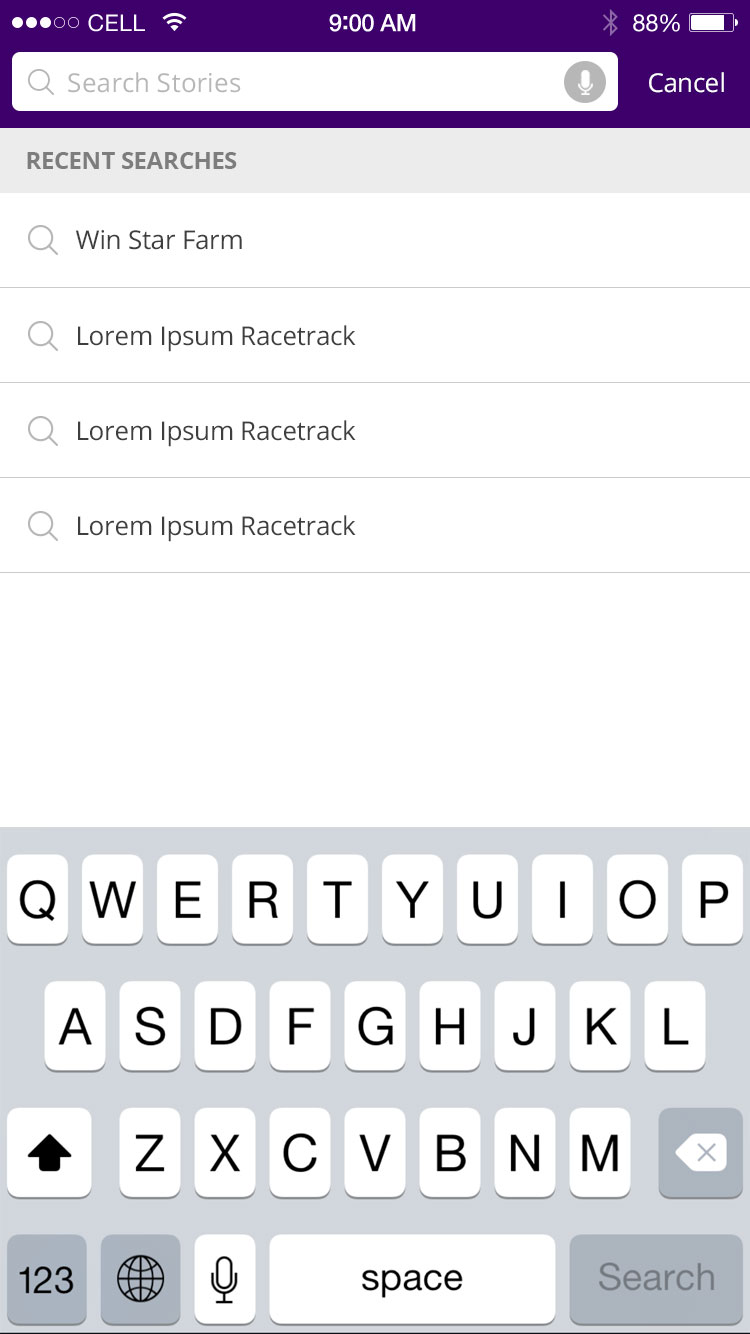 CELL 9:00 AM 88%
Search Stories Cancel
RECENT SEARCHES
Win Star Farm
Lorem Ipsum Racetrack
Lorem Ipsum Racetrack
Lorem Ipsum Racetrack
Q W E R T Y U I O P
A S D F G H J K L
Z X C V B N M
123 space Search